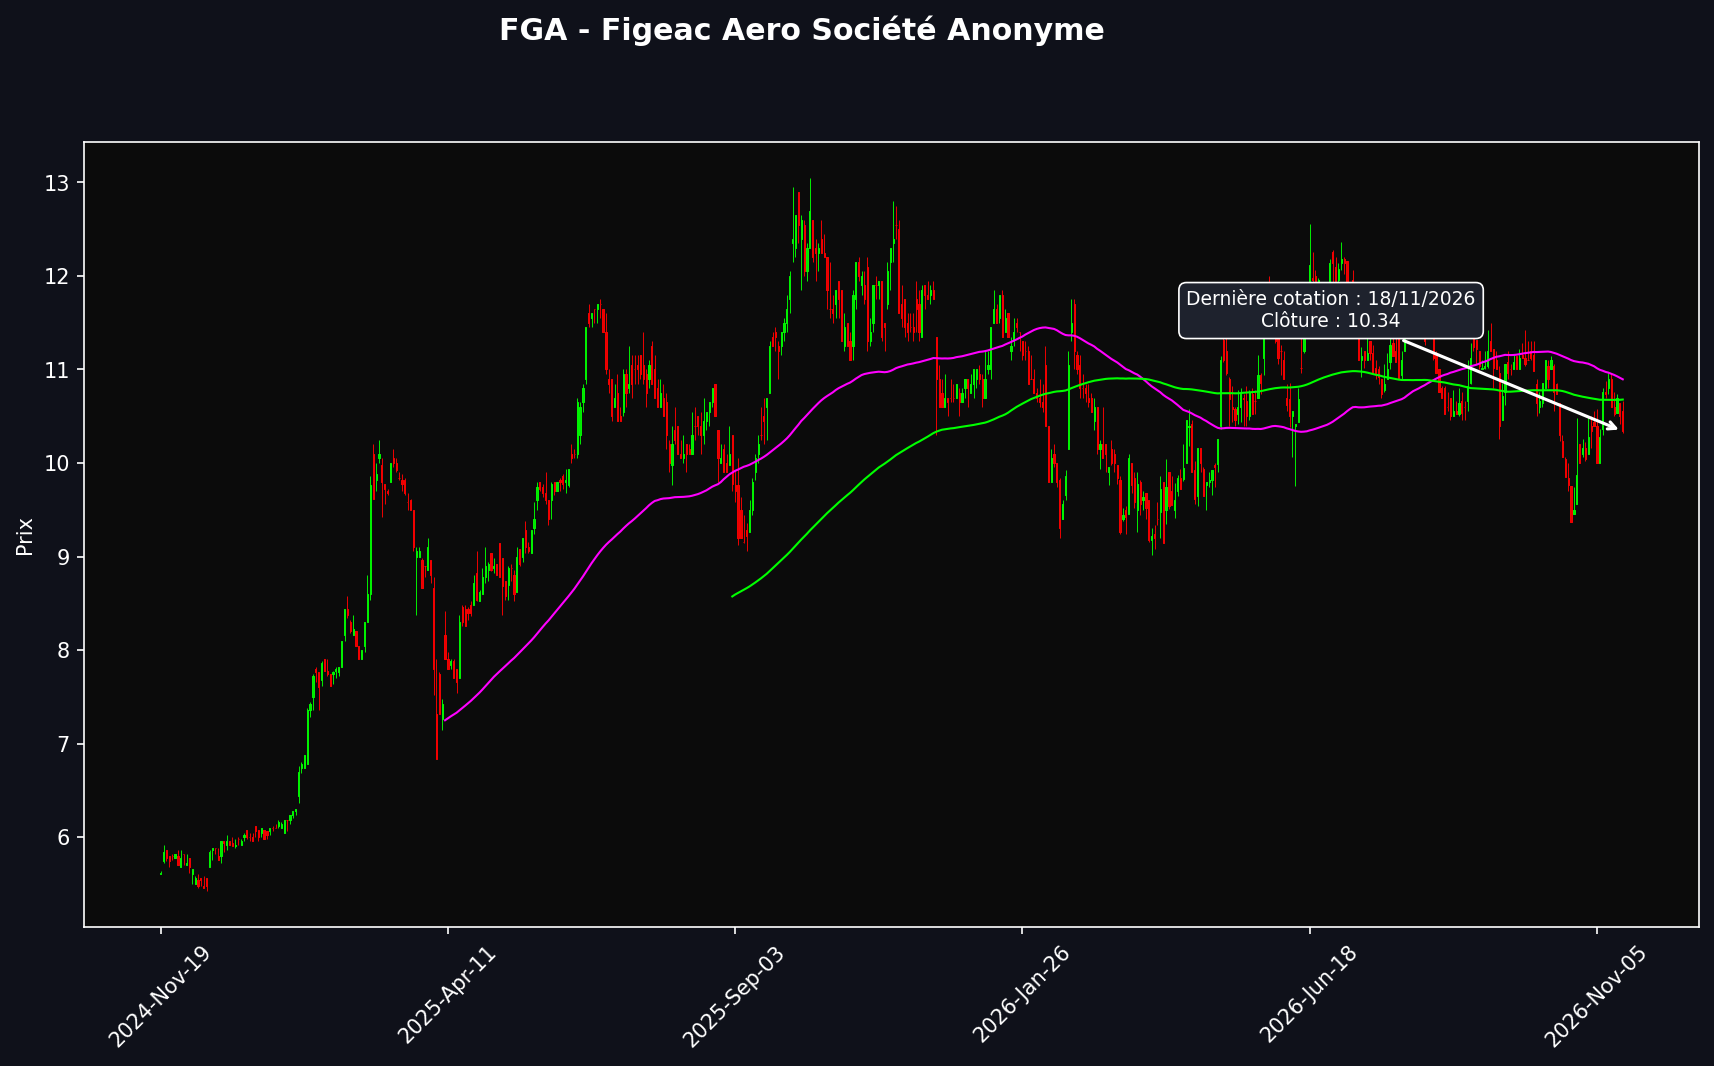 FGA - Figeac Aero Société Anonyme
Prix
13
12
11
10
9
8
7
6
Dernière cotation : 18/11/2026
Clôture : 10.34
2024-Nov-19
2025-Apr-11
2025-Sep-03
2026-Jan-26
2026-Jun-18
2026-Nov-05